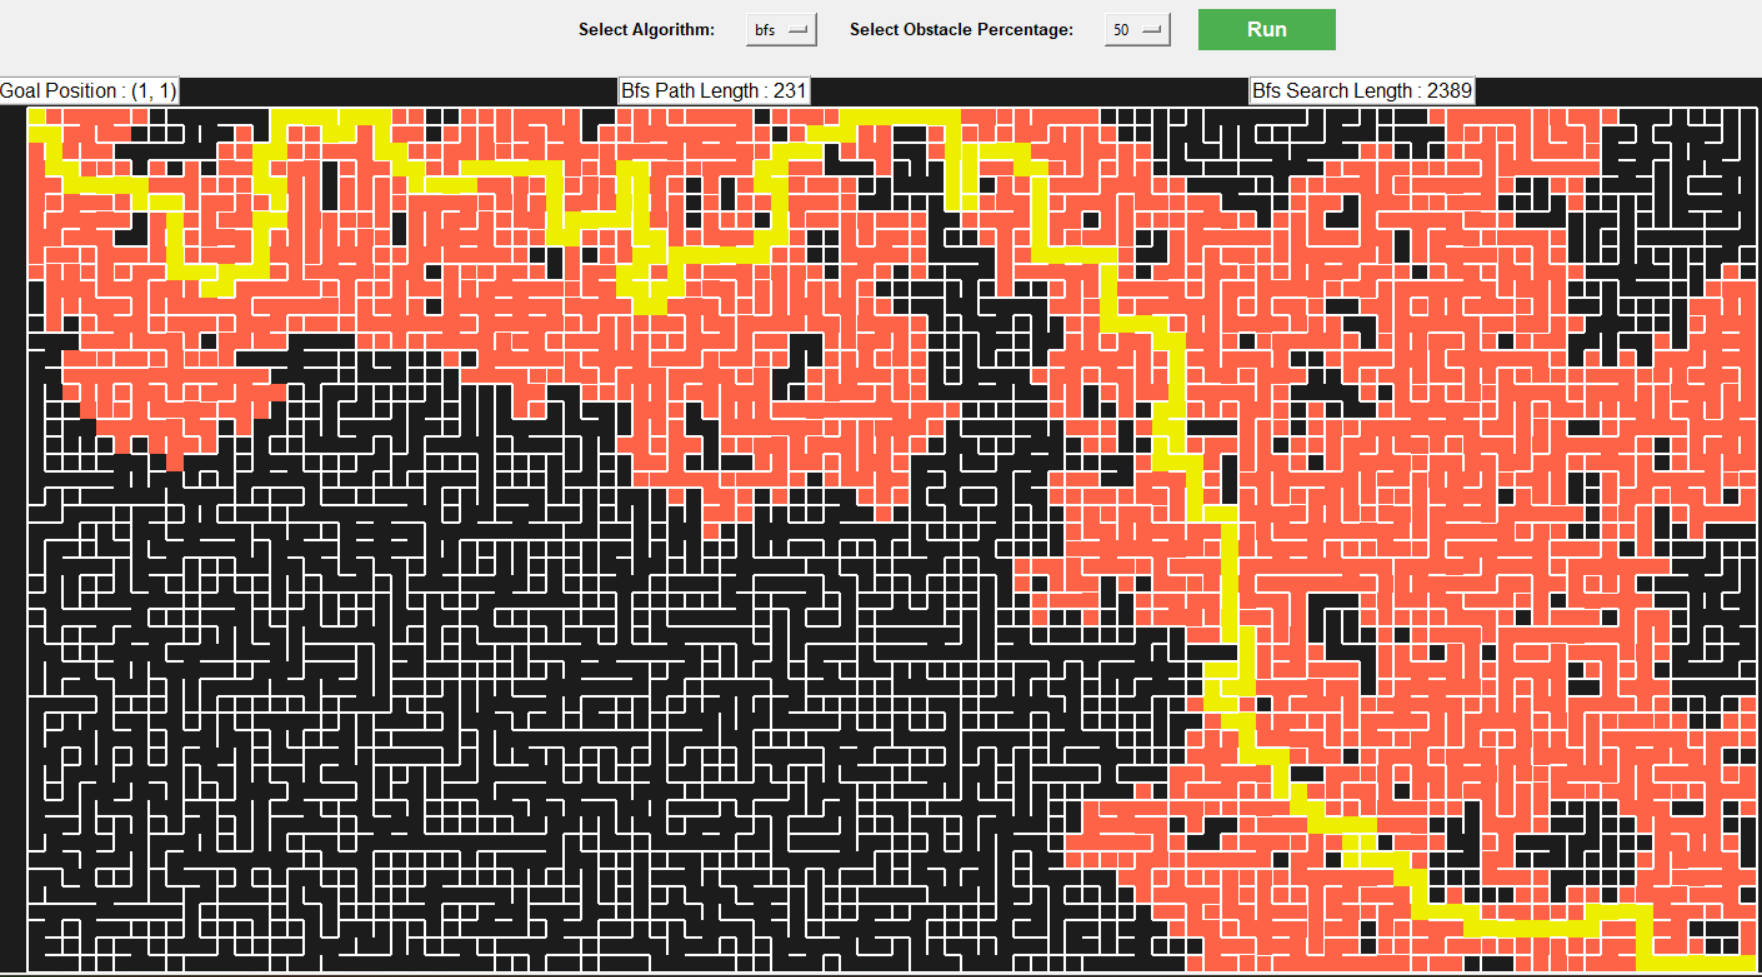 Select Algorithm: bfs Select Obstacle Percentage: 50 Run
Goal Position : (1, 1) Bfs Path Length : 231 Bfs Search Length : 2389